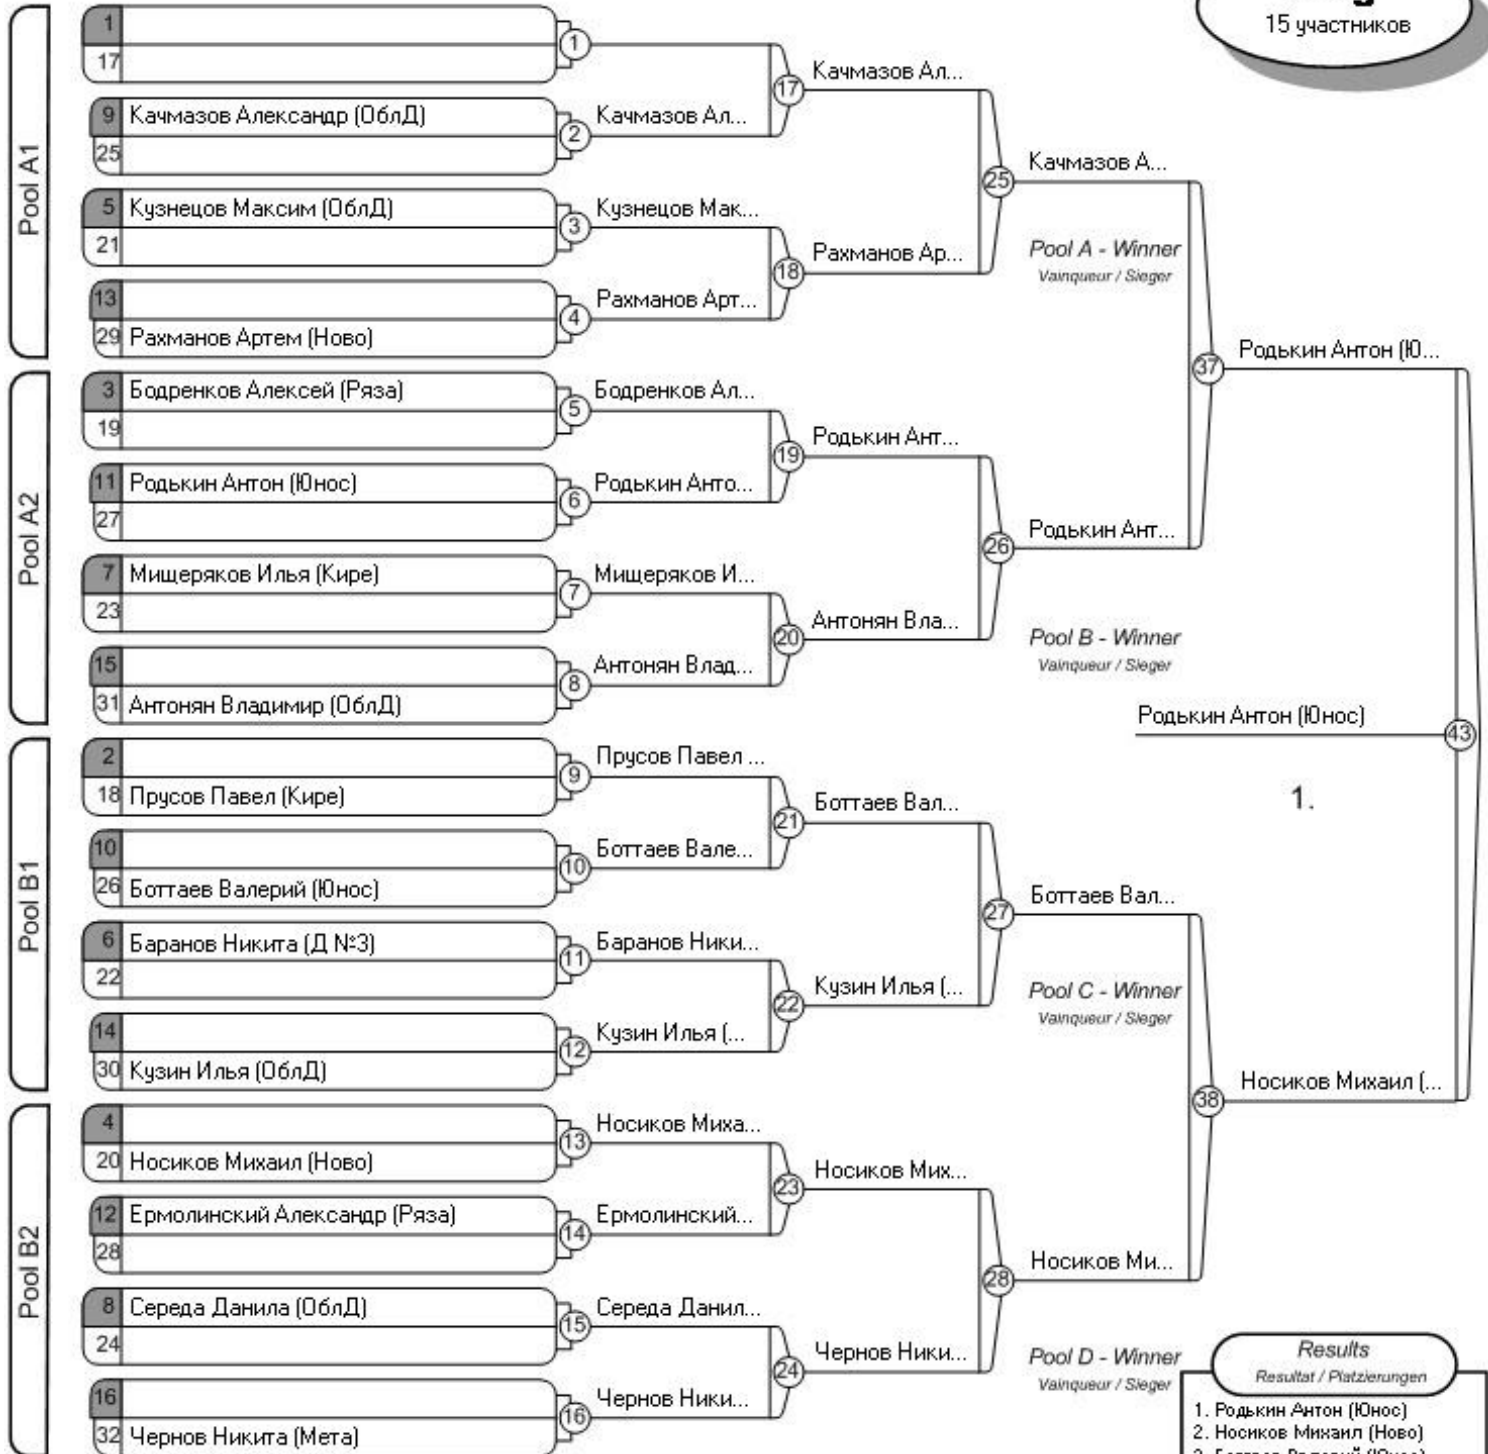 15 участников
Pool A1
1
17
1
9 Качмазов Александр (ОблД)
25
2
Качмазов Ал...
17
Качмазов Ал...
5 Кузнецов Максим (ОблД)
21
3
Кузнецов Мак...
13
29 Рахманов Артем (Ново)
4
Рахманов Арт...
18
Рахманов Ар...
25
Качмазов А...
Pool A - Winner
Vainqueur / Sieger
Pool A2
3 Бодренков Алексей (Ряза)
19
5
Бодренков Ал...
11 Родькин Антон (Юнос)
27
6
Родькин Анто...
19
Родькин Ант...
7 Мищеряков Илья (Кире)
23
7
Мищеряков И...
15
31 Антонян Владимир (ОблД)
8
Антонян Влад...
20
Антонян Вла...
26
Родькин Ант...
Pool B - Winner
Vainqueur / Sieger
37
Родькин Антон (Ю...
Pool B1
2
18 Прусов Павел (Кире)
9
Прусов Павел ...
10
26 Боттаев Валерий (Юнос)
10
Боттаев Вале...
21
Боттаев Вал...
6 Баранов Никита (Д №3)
22
11
Баранов Ники...
14
30 Кузин Илья (ОблД)
12
Кузин Илья (...
22
Кузин Илья (...
27
Боттаев Вал...
Pool C - Winner
Vainqueur / Sieger
Pool B2
4
20 Носиков Михаил (Ново)
13
Носиков Миха...
12 Ермолинский Александр (Ряза)
28
14
Ермолинский...
23
Носиков Мих...
8 Середа Данила (ОблД)
24
15
Середа Данил...
16
32 Чернов Никита (Мета)
16
Чернов Ники...
24
Чернов Ники...
28
Носиков Ми...
Pool D - Winner
Vainqueur / Sieger
38
Носиков Михаил (...
43
Родькин Антон (Юнос)
1.
Results
Resultat / Platzierungen
1. Родькин Антон (Юнос)
2. Носиков Михаил (Ново)